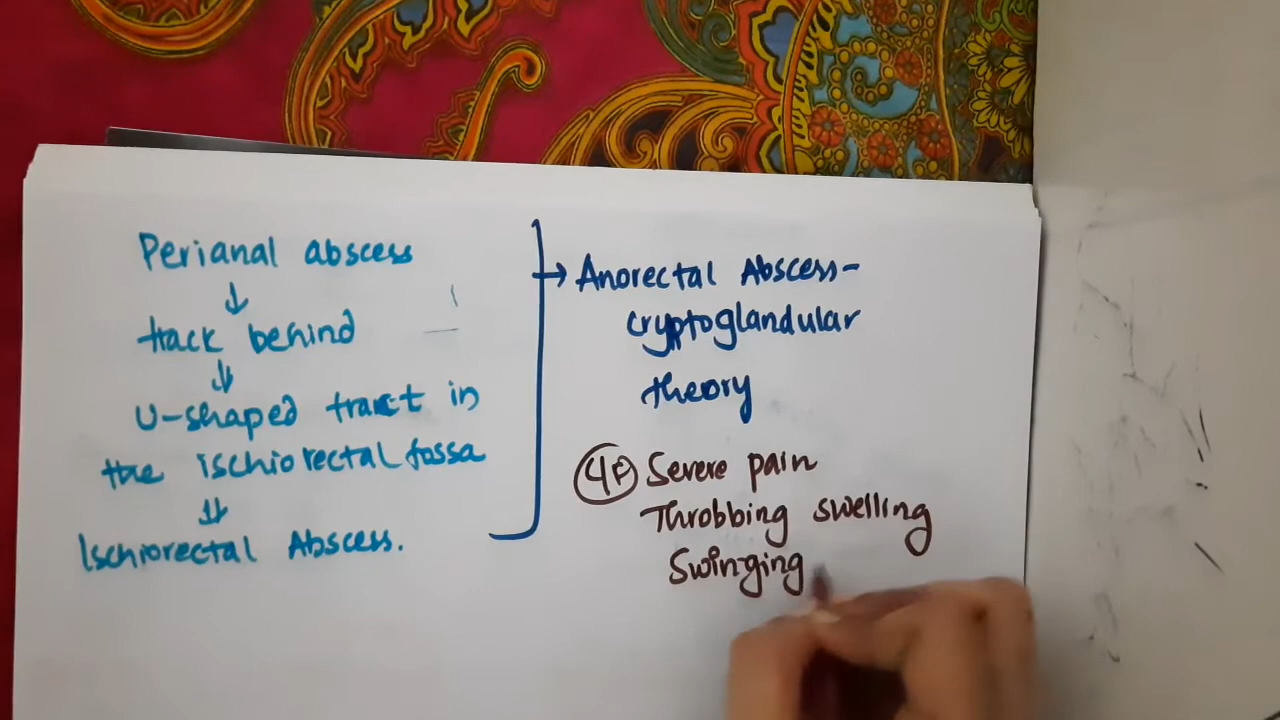 Perianal abscess
↓
track behind
↓
U-shaped tract in
the ischiorectal fossa
↓
Ischiorectal Abscess.
→ Anorectal Abscess-
cryptoglandular
theory
Severe pain
Throbbing swelling
Swinging